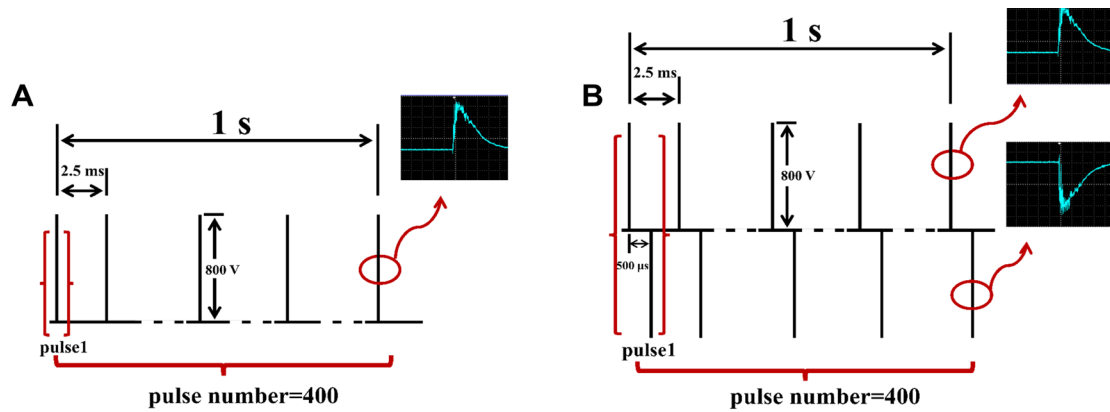 A
1 s
2.5 ms
800 V
pulse1
pulse number=400
B
1 s
2.5 ms
800 V
500 µs
pulse1
pulse number=400